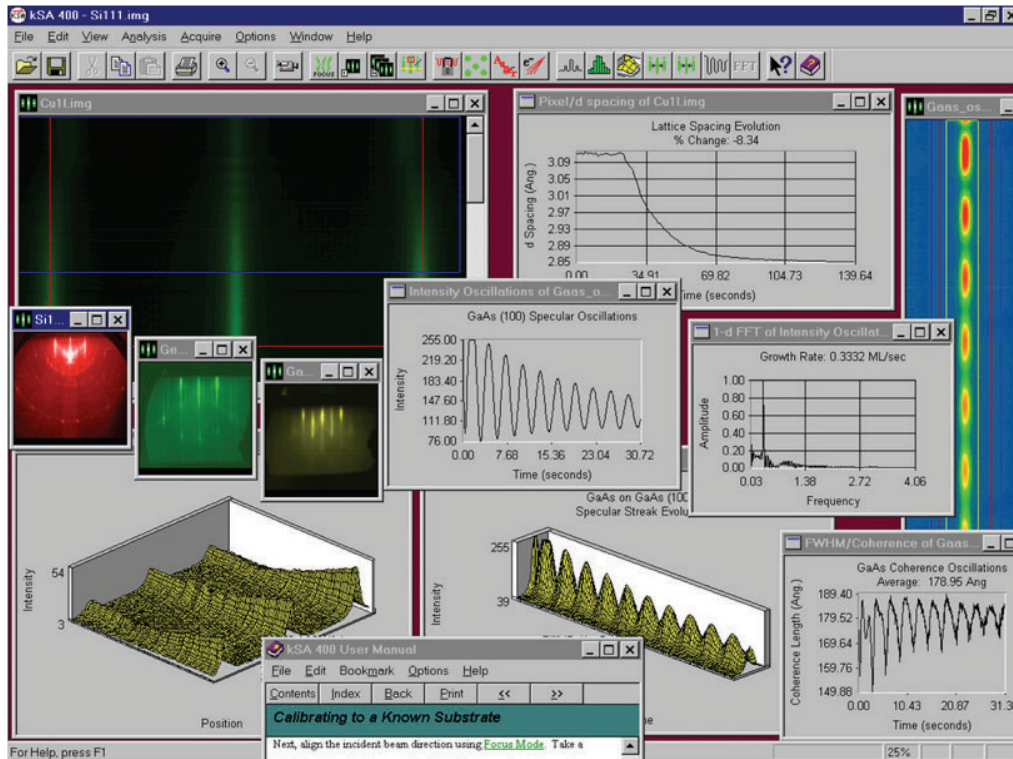 kSA 400 - Si111.img
File Edit View Analysis Acquire Options Window Help
FOCUS
FFT
Cu1I.img
Pixel/d spacing of Cu1I.img
Gaas_os...
Lattice Spacing Evolution
% Change: -8.34
d Spacing (Ang.)
3.09
3.05
3.01
2.97
2.93
2.89
2.85
0.00 34.91 69.82 104.73 139.64
Time (seconds)
Si1...
Ge...
Ga...
Intensity Oscillations of Gaas_o...
GaAs (100) Specular Oscillations
Intensity
255.00
219.20
183.40
147.60
111.80
76.00
0.00 7.68 15.36 23.04 30.72
Time (seconds)
1-d FFT of Intensity Oscillat...
Growth Rate: 0.3332 ML/sec
Amplitude
1.00
0.80
0.60
0.40
0.20
0.00
0.03 1.38 2.72 4.06
Frequency
Intensity
54
3
Position
GaAs on GaAs (100)
Specular Streak Evolu
255
39
Intensity
FWHM/Coherence of Gaas...
GaAs Coherence Oscillations
Average: 178.95 Ang
Coherence Length (Ang.)
189.40
179.52
169.64
159.76
149.88
0.00 10.43 20.87 31.3
Time (seconds)
kSA 400 User Manual
File Edit Bookmark Options Help
Contents Index Back Print << >>
Calibrating to a Known Substrate
Next, align the incident beam direction using Focus Mode. Take a
For Help, press F1
25%